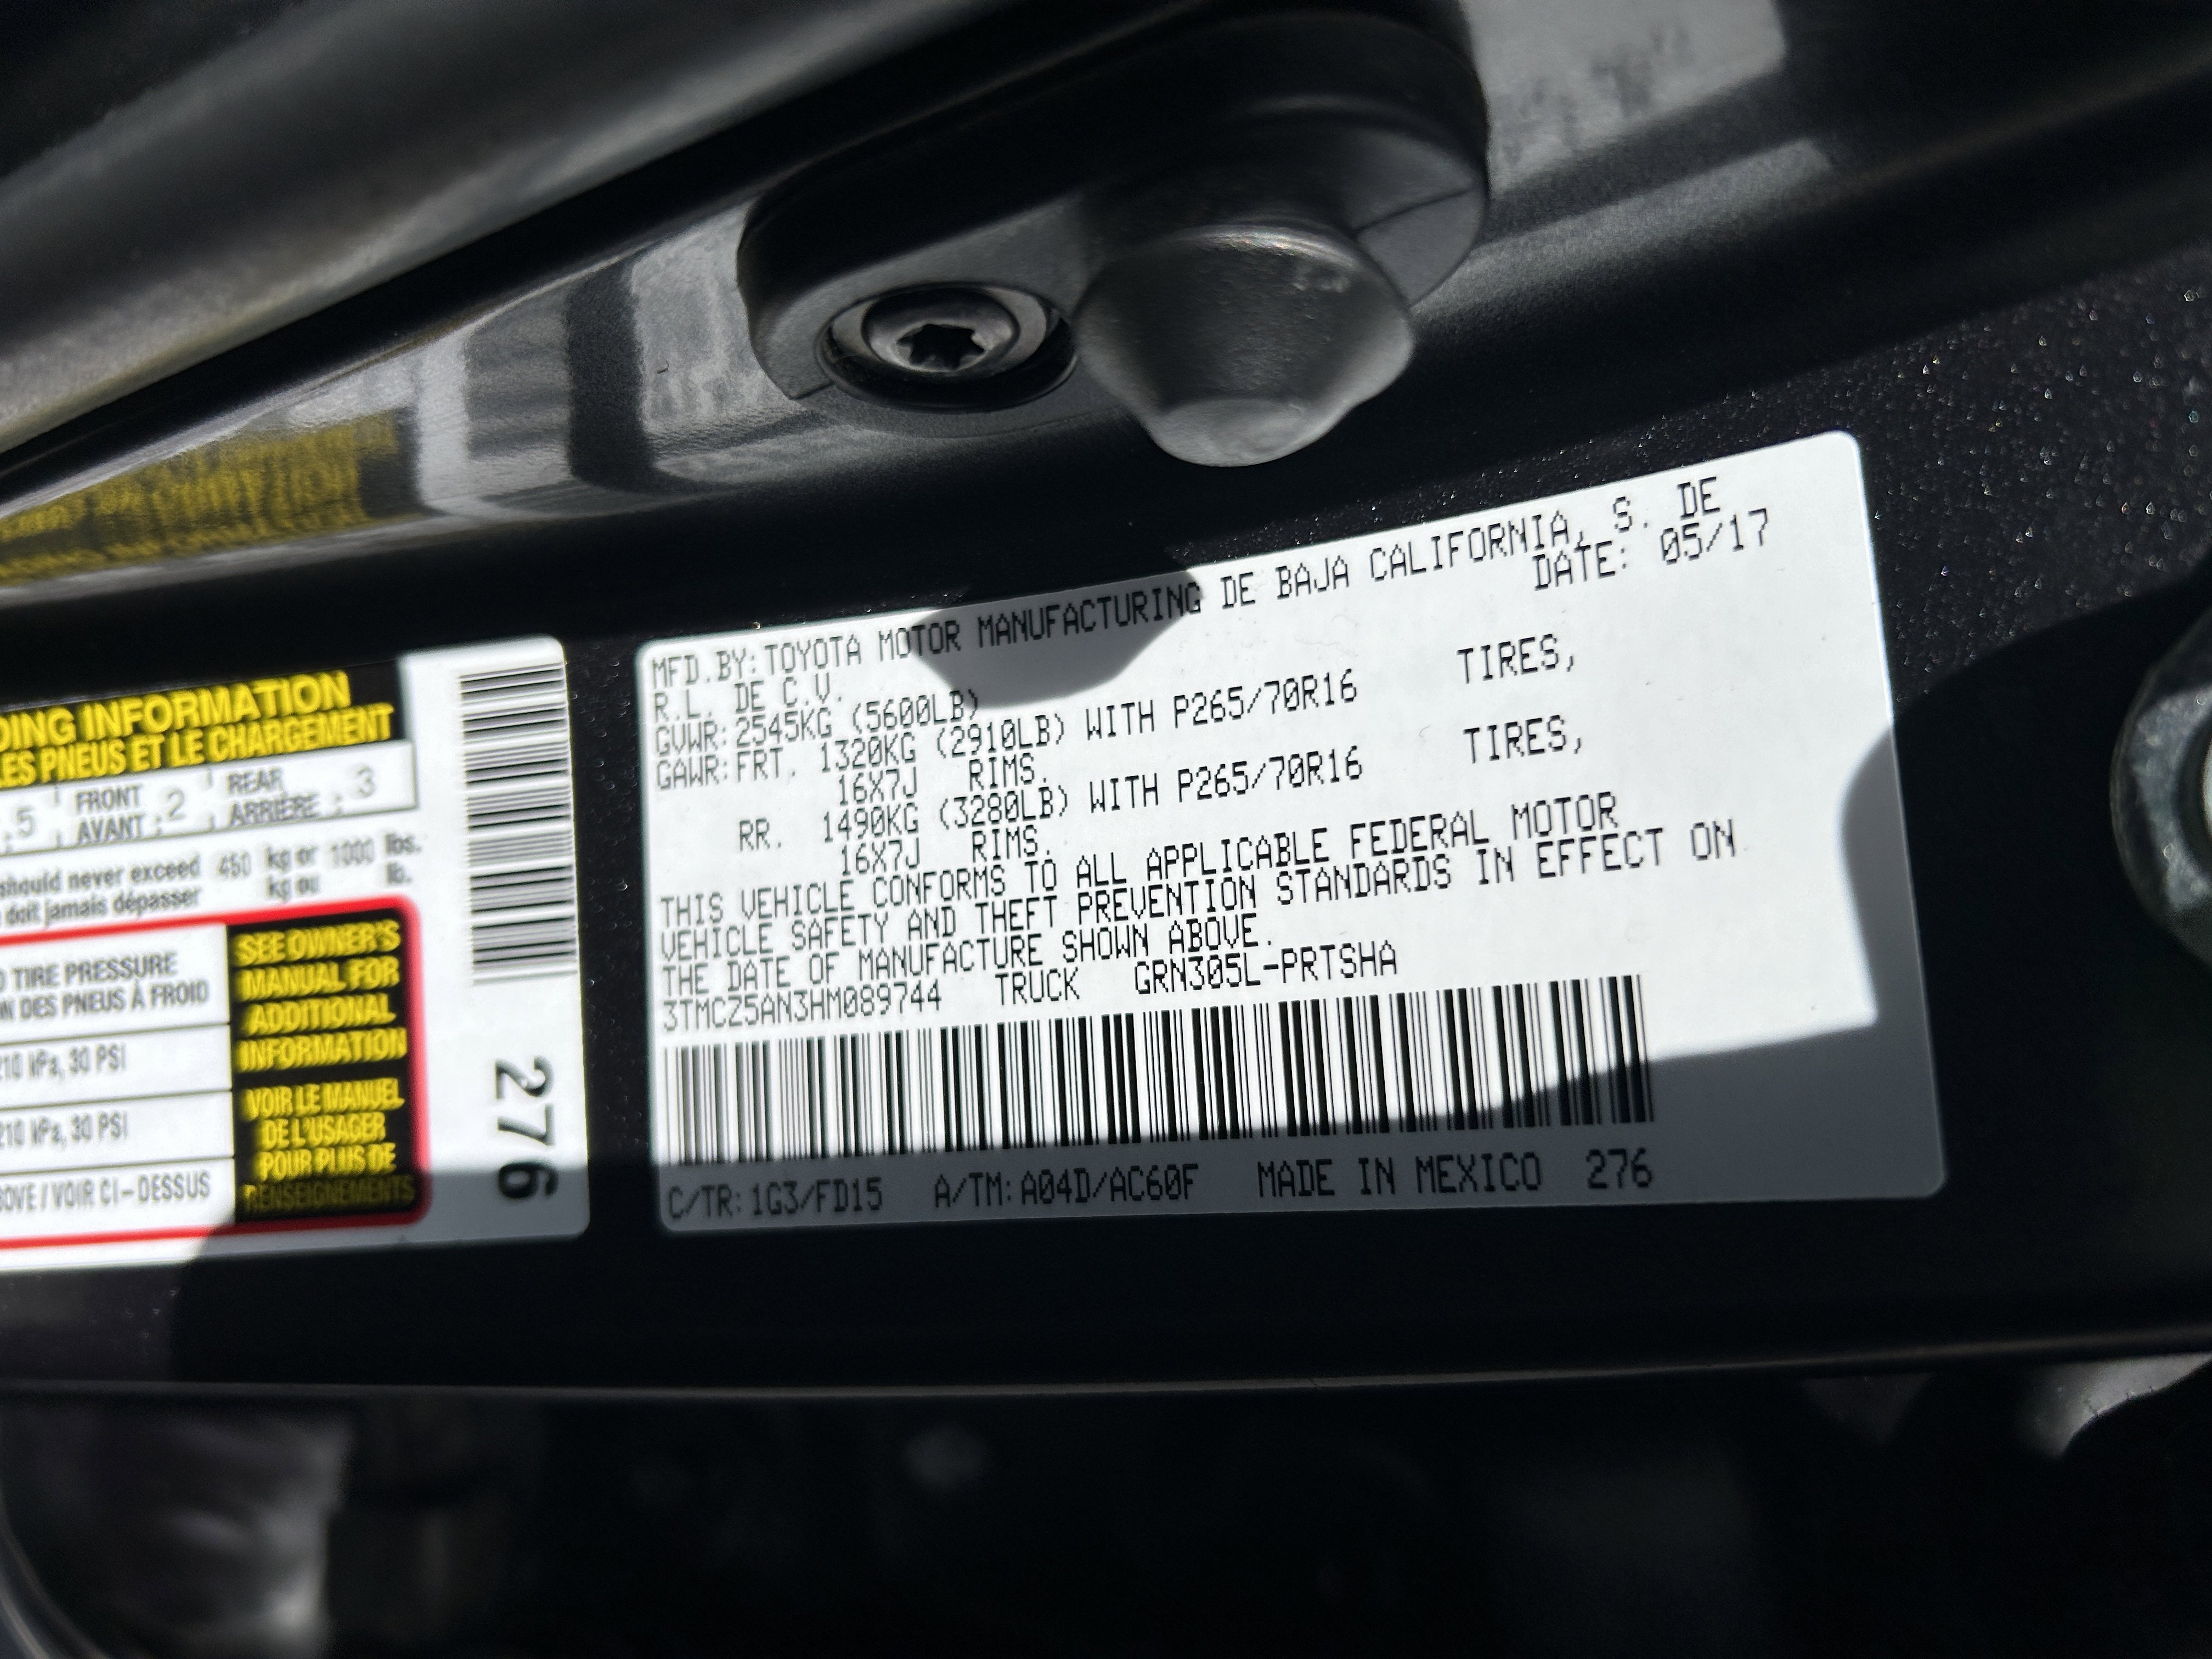 DING INFORMATION
LES PNEUS ET LE CHARGEMENT
: 5 FRONT AVANT : 2 REAR ARRIÈRE : 3
should never exceed 450 kg or 1000 lbs.
doit jamais dépasser kg ou lb.
TIRE PRESSURE
DES PNEUS À FROID
210 kPa, 30 PSI
210 kPa, 30 PSI
BOVE / VOIR CI-DESSUS
SEE OWNER'S
MANUAL FOR
ADDITIONAL
INFORMATION
VOIR LE MANUEL
DE L'USAGER
POUR PLUS DE
RENSEIGNEMENTS
276
MFD.BY:TOYOTA MOTOR MANUFACTURING DE BAJA CALIFORNIA, S. DE
R.L. DE C.V. DATE: 05/17
GVWR:2545KG (5600LB)
GAWR:FRT. 1320KG (2910LB) WITH P265/70R16 TIRES,
16X7J RIMS.
RR. 1490KG (3280LB) WITH P265/70R16 TIRES,
16X7J RIMS.
THIS VEHICLE CONFORMS TO ALL APPLICABLE FEDERAL MOTOR
VEHICLE SAFETY AND THEFT PREVENTION STANDARDS IN EFFECT ON
THE DATE OF MANUFACTURE SHOWN ABOVE.
3TMCZ5AN3HM089744 TRUCK GRN305L-PRTSHA
C/TR:1G3/FD15 A/TM:A04D/AC60F MADE IN MEXICO 276